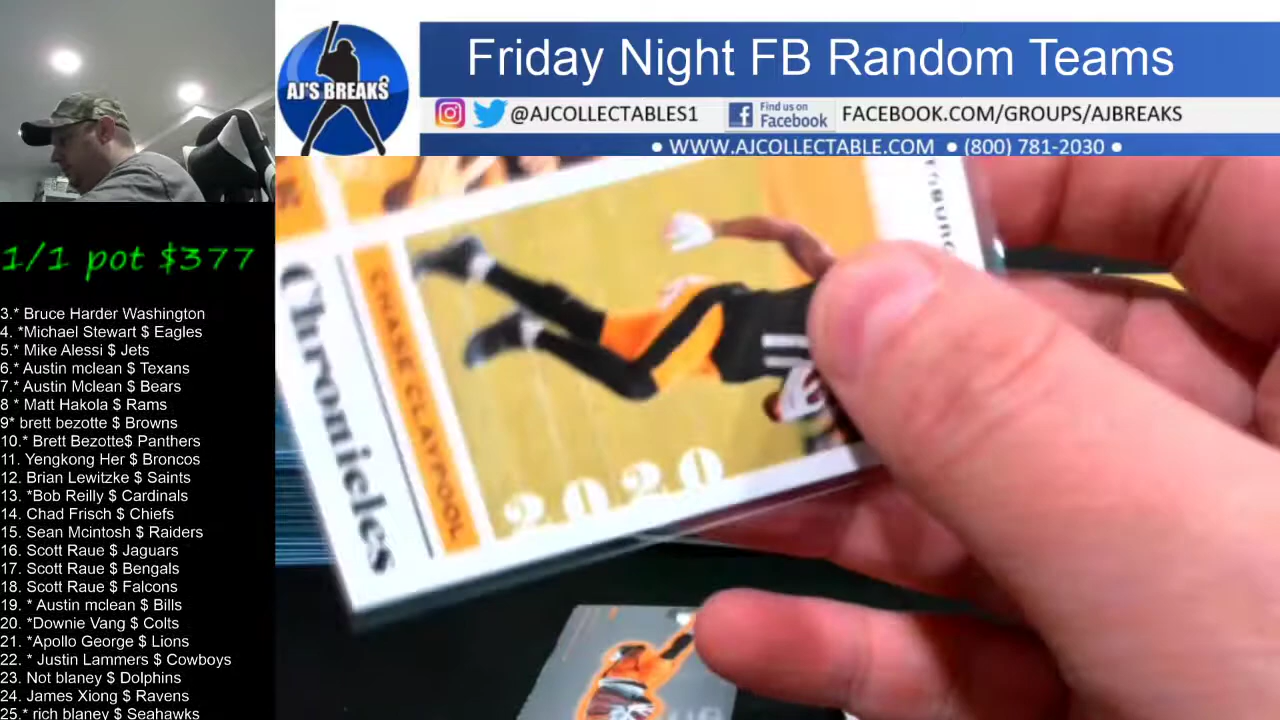 AJ'S BREAKS
Friday Night FB Random Teams
@AJCOLLECTABLES1
Find us on
Facebook
FACEBOOK.COM/GROUPS/AJBREAKS
• WWW.AJCOLLECTABLE.COM • (800) 781-2030 •
1/1 pot $377
3.* Bruce Harder Washington
4. *Michael Stewart $ Eagles
5.* Mike Alessi $ Jets
6.* Austin mclean $ Texans
7.* Austin Mclean $ Bears
8 * Matt Hakola $ Rams
9* brett bezotte $ Browns
10.* Brett Bezotte$ Panthers
11. Yengkong Her $ Broncos
12. Brian Lewitzke $ Saints
13. *Bob Reilly $ Cardinals
14. Chad Frisch $ Chiefs
15. Sean Mcintosh $ Raiders
16. Scott Raue $ Jaguars
17. Scott Raue $ Bengals
18. Scott Raue $ Falcons
19. * Austin mclean $ Bills
20. *Downie Vang $ Colts
21. *Apollo George $ Lions
22. * Justin Lammers $ Cowboys
23. Not blaney $ Dolphins
24. James Xiong $ Ravens
25.* rich blaney $ Seahawks
Chronicles
CHASE CLAYPOOL
2020